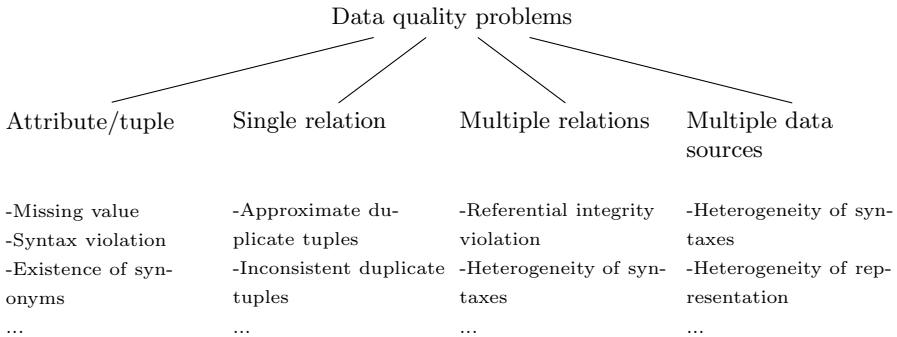 Data quality problems
Attribute/tuple
Single relation
Multiple relations
Multiple data
sources
-Missing value
-Syntax violation
-Existence of syn-
onyms
...
-Approximate du-
plicate tuples
-Inconsistent duplicate
tuples
...
-Referential integrity
violation
-Heterogeneity of syn-
taxes
...
-Heterogeneity of syn-
taxes
-Heterogeneity of rep-
resentation
...